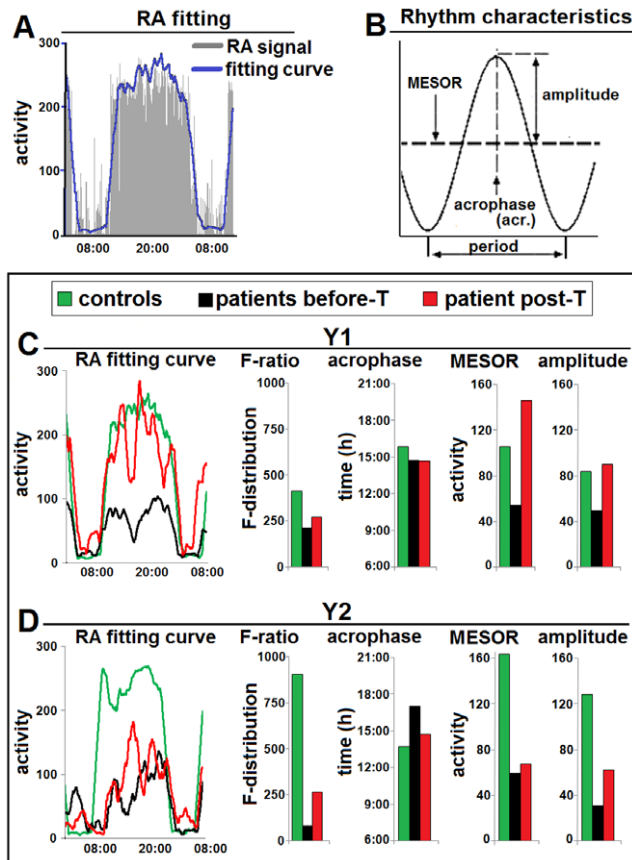 A
RA fitting
activity
RA signal
fitting curve
300
200
100
0
08:00 20:00 08:00
B
Rhythm characteristics
MESOR
amplitude
acrophase
(acr.)
period
controls patients before-T patient post-T
C
Y1
RA fitting curve F-ratio acrophase MESOR amplitude
activity
300
200
100
0
08:00 20:00 08:00
F-distribution
1000
750
500
250
0
time (h)
21:00
18:00
15:00
12:00
9:00
6:00
activity
160
120
80
40
0
160
120
80
40
0
D
Y2
RA fitting curve F-ratio acrophase MESOR amplitude
activity
300
200
100
0
08:00 20:00 08:00
F-distribution
1000
750
500
250
0
time (h)
21:00
18:00
15:00
12:00
9:00
6:00
activity
160
120
80
40
0
160
120
80
40
0